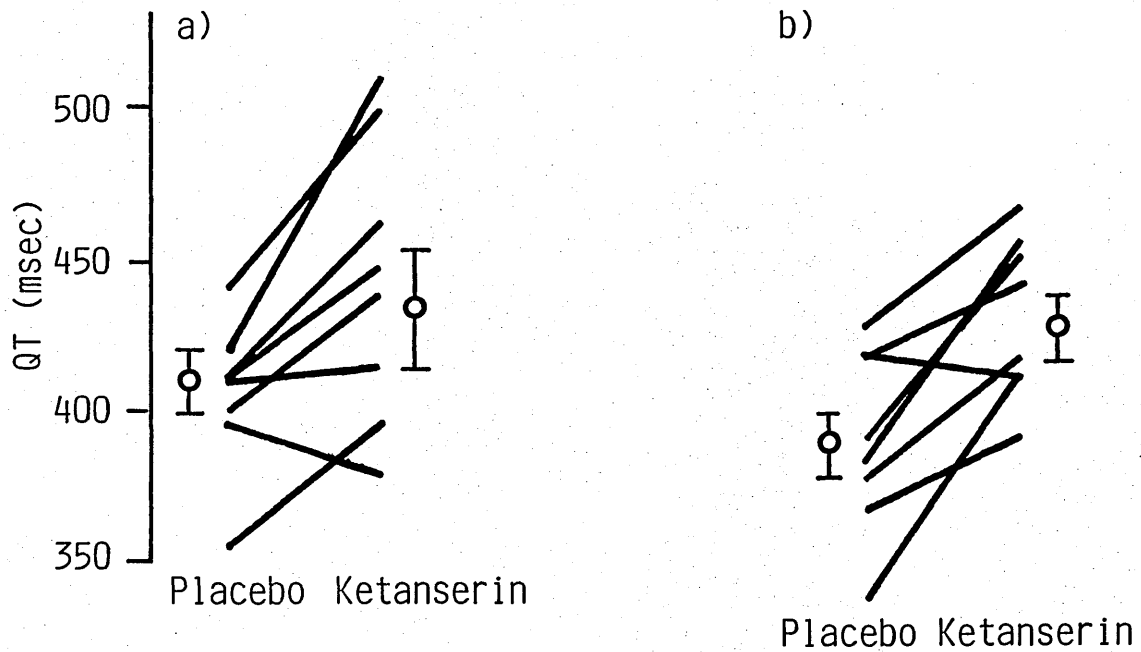 a)
b)
500
450
400
350
QT (msec)
Placebo Ketanserin
Placebo Ketanserin